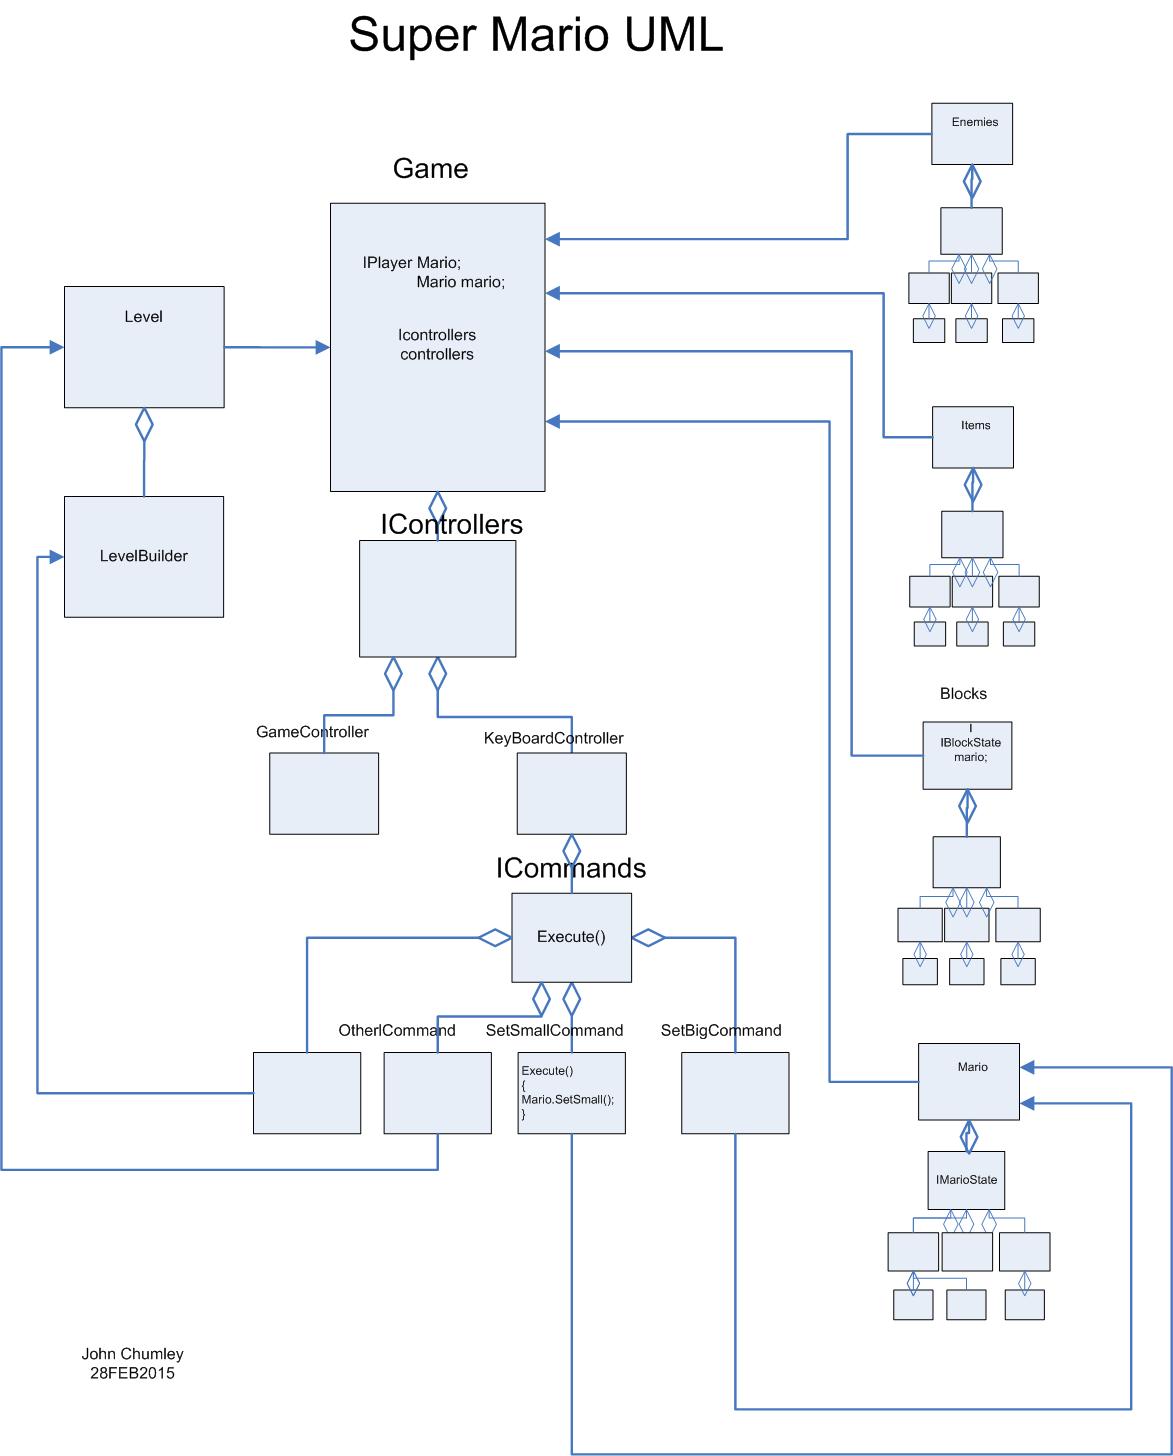 Super Mario UML
Enemies
Game
IPlayer Mario;
Mario mario;
Level
Icontrollers
controllers
Items
IControllers
LevelBuilder
Blocks
GameController
KeyBoardController
I
IBlockState
mario;
ICommands
Execute()
OtherICommand
SetSmallCommand
SetBigCommand
Execute()
{
Mario.SetSmall();
}
Mario
IMarioState
John Chumley
28FEB2015